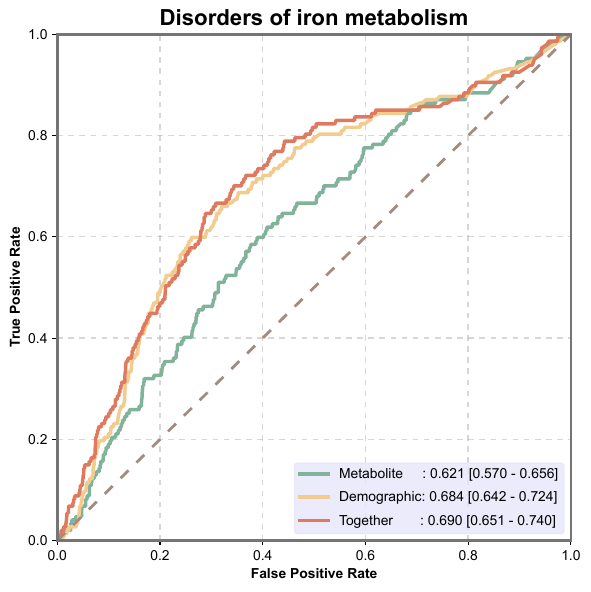 Disorders of iron metabolism
True Positive Rate
1.0
0.8
0.6
0.4
0.2
0.0
Metabolite : 0.621 [0.570 - 0.656]
Demographic: 0.684 [0.642 - 0.724]
Together : 0.690 [0.651 - 0.740]
0.0 0.2 0.4 0.6 0.8 1.0
False Positive Rate